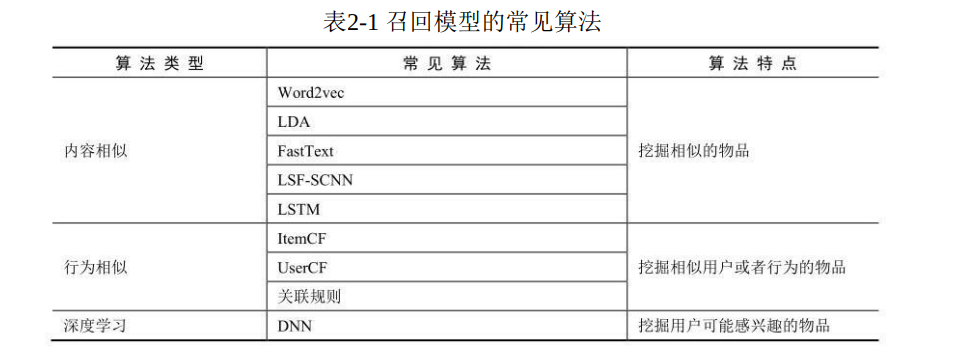 表2-1 召回模型的常见算法
算法类型 常见算法 算法特点
Word2vec
LDA
内容相似 FastText 挖掘相似的物品
LSF-SCNN
LSTM
ItemCF
行为相似 UserCF 挖掘相似用户或者行为的物品
关联规则
深度学习 DNN 挖掘用户可能感兴趣的物品